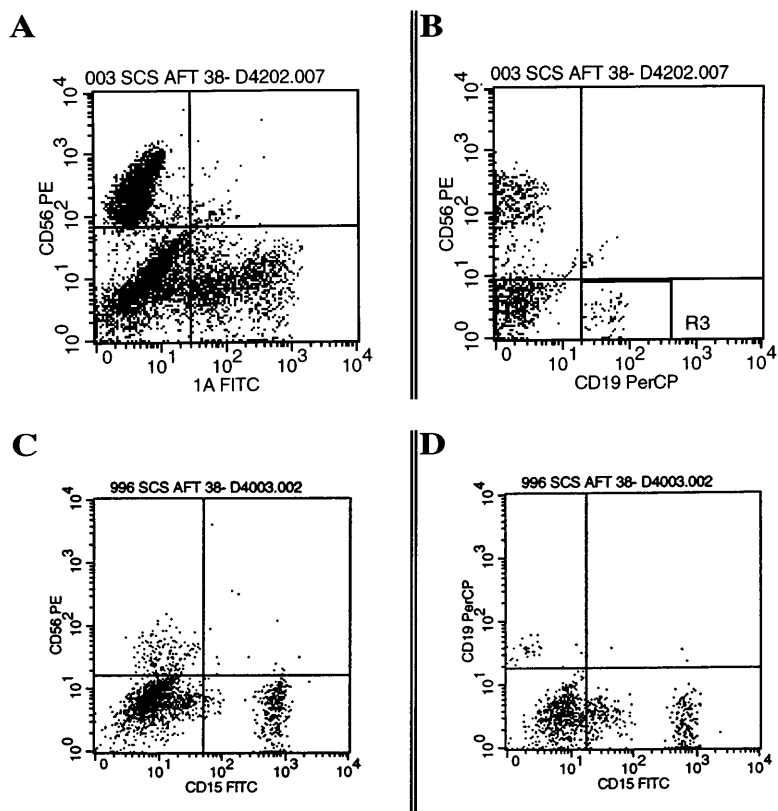 A
003 SCS AFT 38- D4202.007
CD56 PE
10^4
10^3
10^2
10^1
10^0
0 10^1 10^2 10^3 10^4
1A FITC
B
003 SCS AFT 38- D4202.007
CD56 PE
10^4
10^3
10^2
10^1
10^0
R3
0 10^1 10^2 10^3 10^4
CD19 PerCP
C
996 SCS AFT 38- D4003.002
CD56 PE
10^4
10^3
10^2
10^1
10^0
0 10^1 10^2 10^3 10^4
CD15 FITC
D
996 SCS AFT 38- D4003.002
CD19 PerCP
10^4
10^3
10^2
10^1
10^0
0 10^1 10^2 10^3 10^4
CD15 FITC